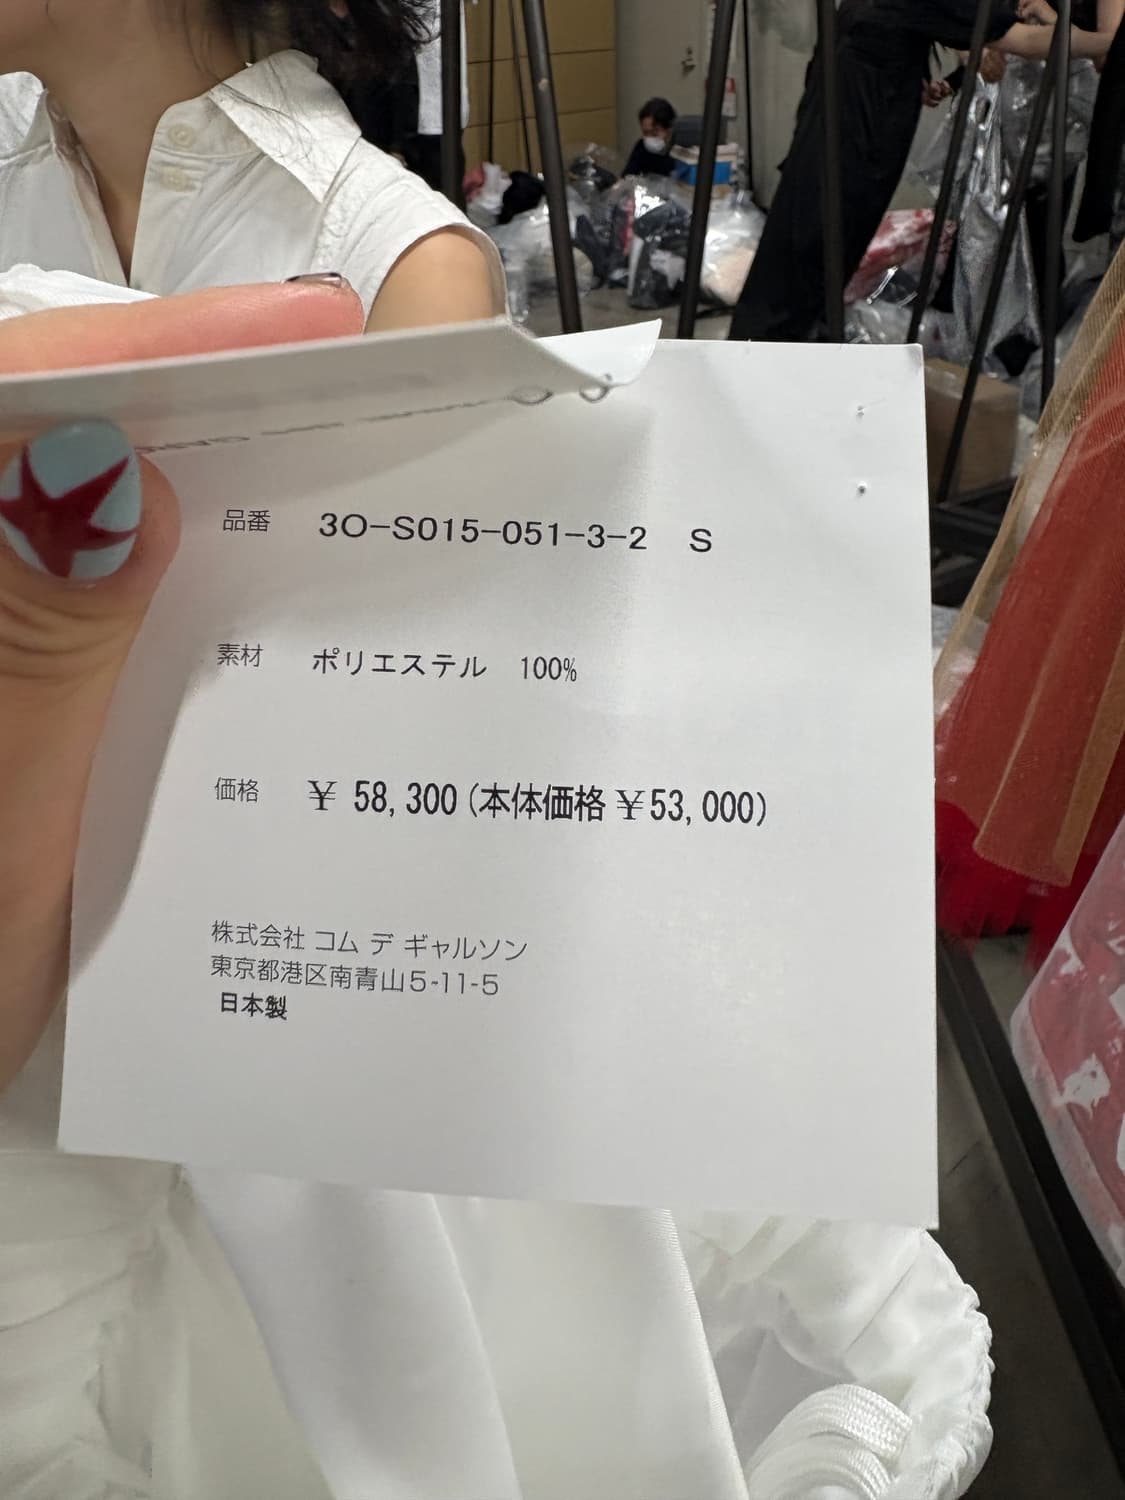 品番 3O-S015-051-3-2 S
素材 ポリエステル 100%
価格 ¥ 58,300(本体価格¥53,000)
株式会社 コム デ ギャルソン
東京都港区南青山5-11-5
日本製